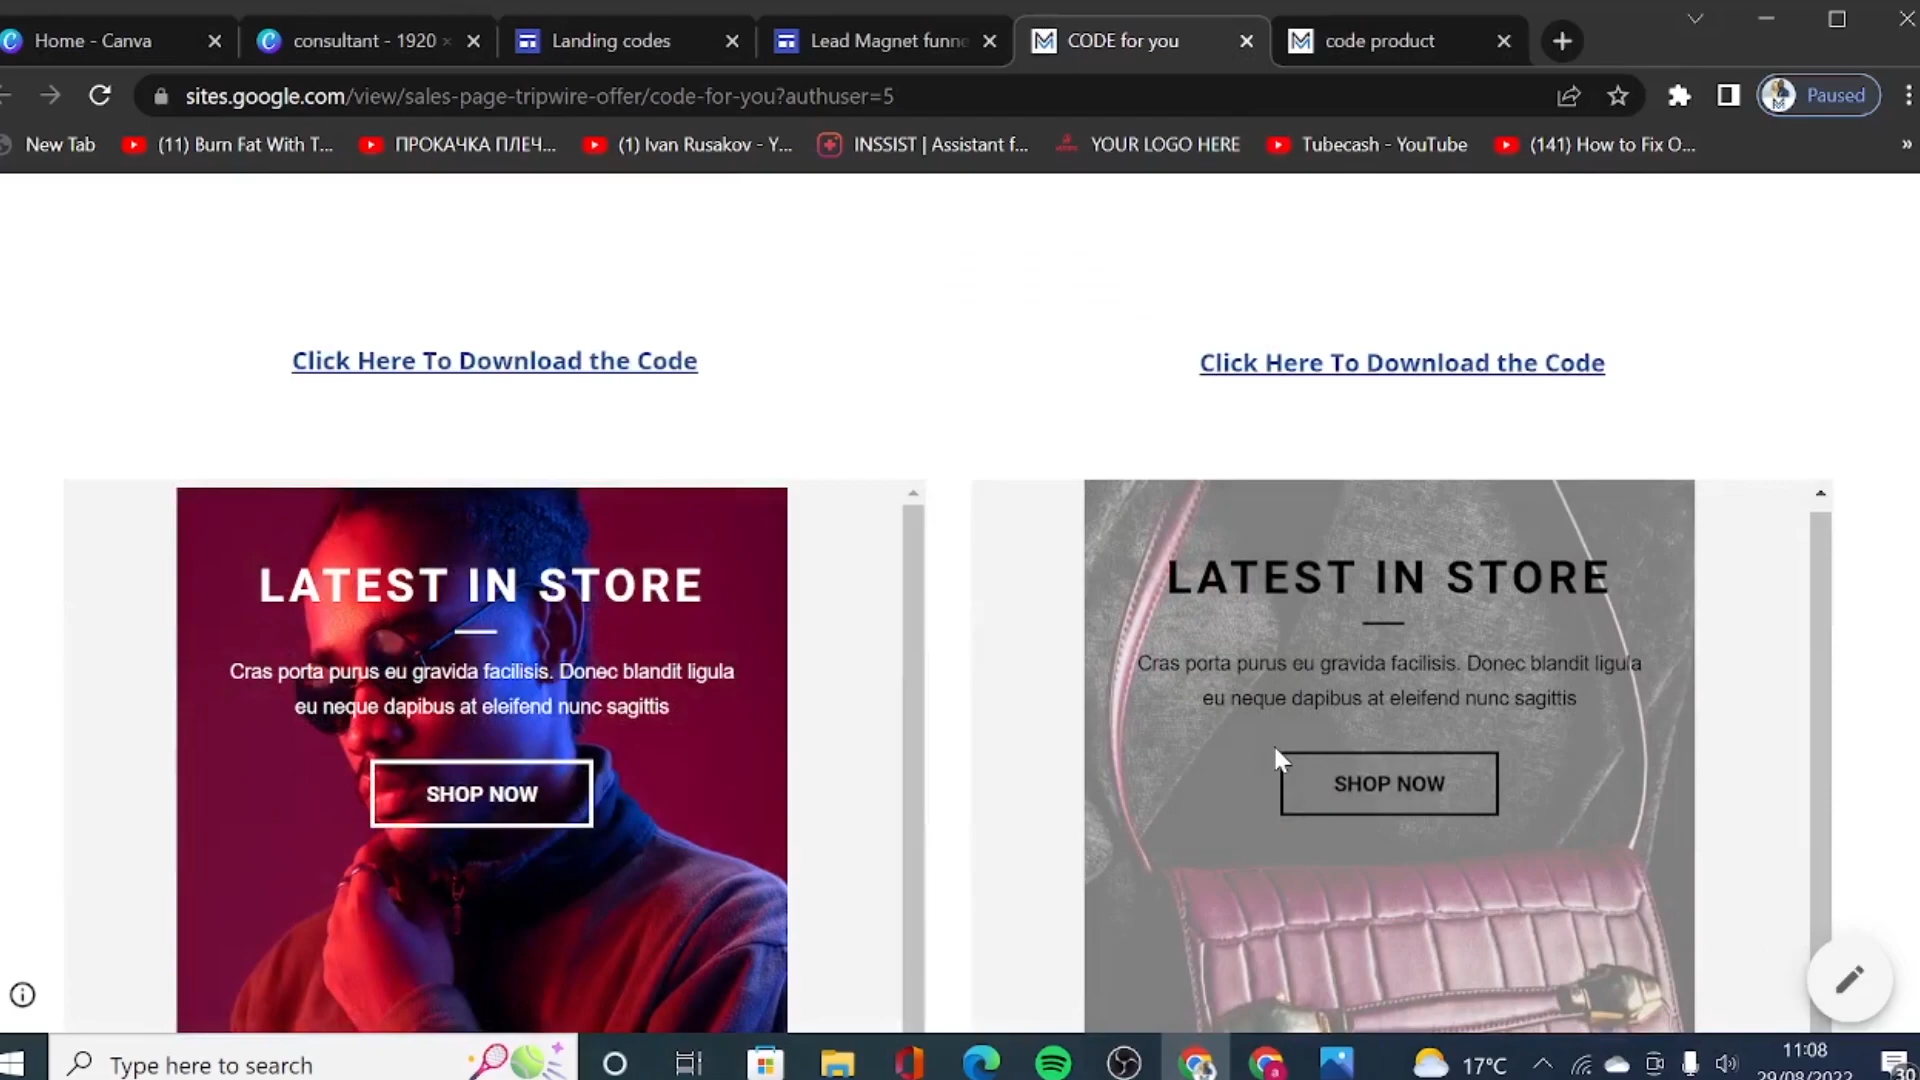 Home - Canva
consultant - 1920 ×
Landing codes
Lead Magnet funne
CODE for you
code product
sites.google.com/view/sales-page-tripwire-offer/code-for-you?authuser=5
Paused
New Tab
(11) Burn Fat With T...
ПРОКАЧКА ПЛЕЧ...
(1) Ivan Rusakov - Y...
INSSIST | Assistant f...
YOUR LOGO HERE
Tubecash - YouTube
(141) How to Fix O...
»
Click Here To Download the Code
Click Here To Download the Code
LATEST IN STORE
Cras porta purus eu gravida facilisis. Donec blandit ligula
eu neque dapibus at eleifend nunc sagittis
SHOP NOW
LATEST IN STORE
Cras porta purus eu gravida facilisis. Donec blandit ligula
eu neque dapibus at eleifend nunc sagittis
SHOP NOW
Type here to search
17°C
11:08
29/08/2022
30